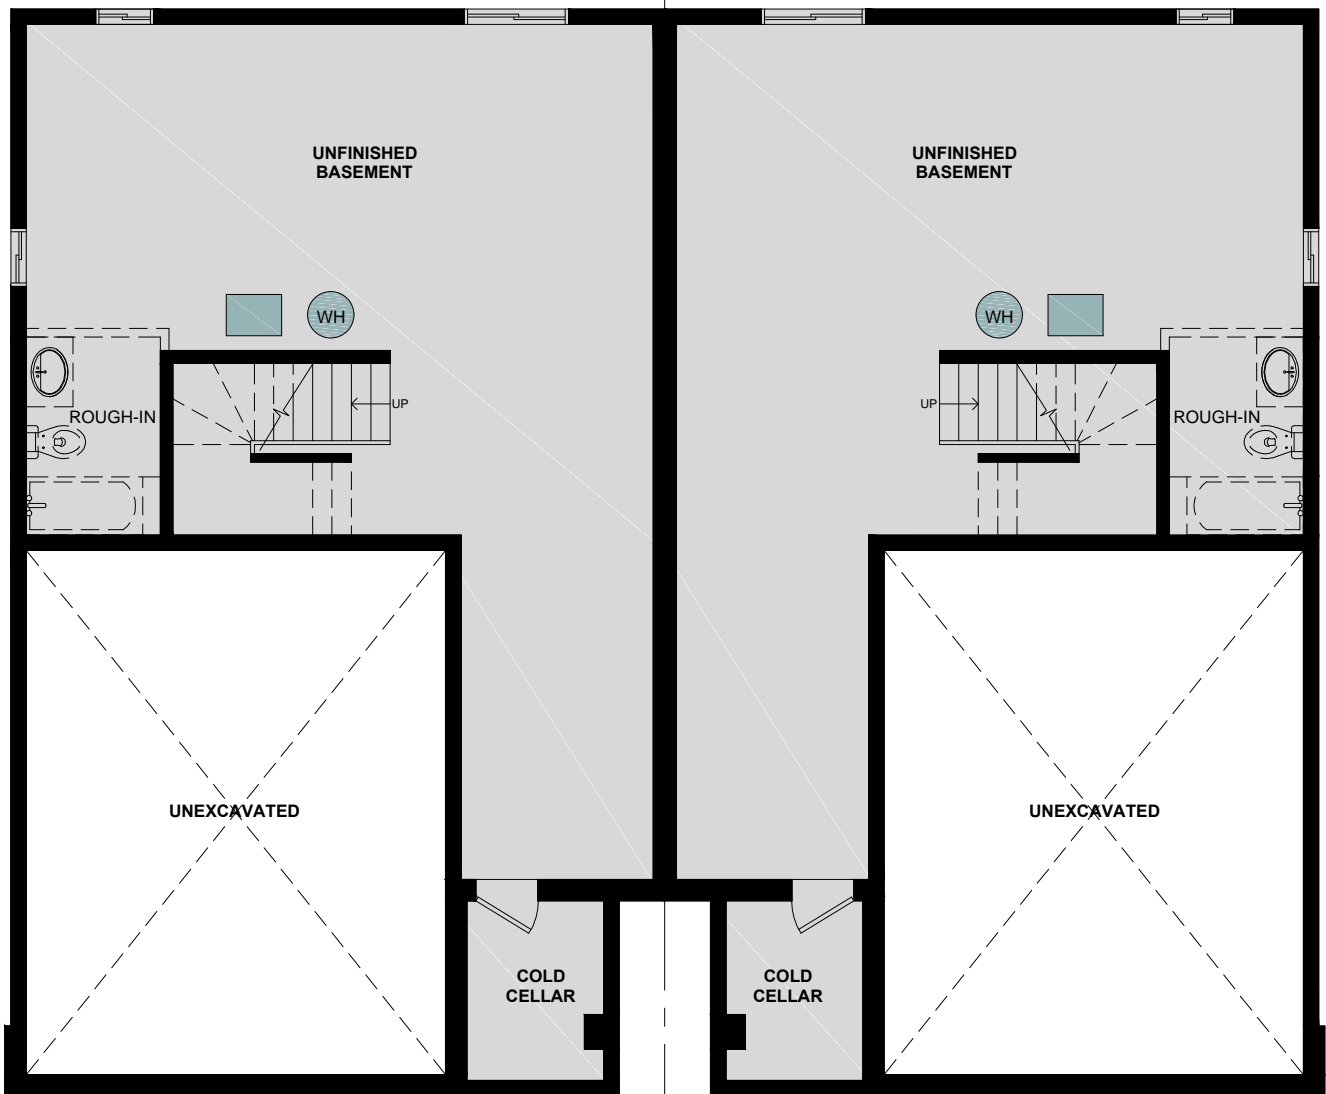 UNFINISHED
BASEMENT
UNFINISHED
BASEMENT
WH
WH
UP
UP
ROUGH-IN
ROUGH-IN
UNEXCAVATED
UNEXCAVATED
COLD
CELLAR
COLD
CELLAR